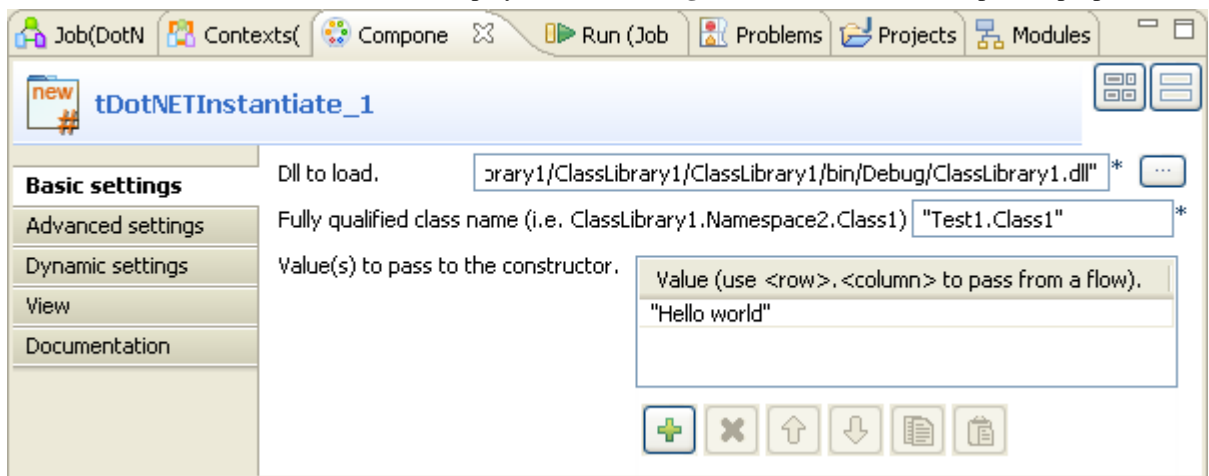 Job(DotN Contexts( Compone Run (Job Problems Projects Modules
new tDotNETInstantiate_1
Basic settings
Dll to load. orary1/ClassLibrary1/ClassLibrary1/bin/Debug/ClassLibrary1.dll" * ...
Advanced settings
Fully qualified class name (i.e. ClassLibrary1.Namespace2.Class1) "Test1.Class1" *
Dynamic settings
Value(s) to pass to the constructor.
Value (use <row>.<column> to pass from a flow).
View
"Hello world"
Documentation